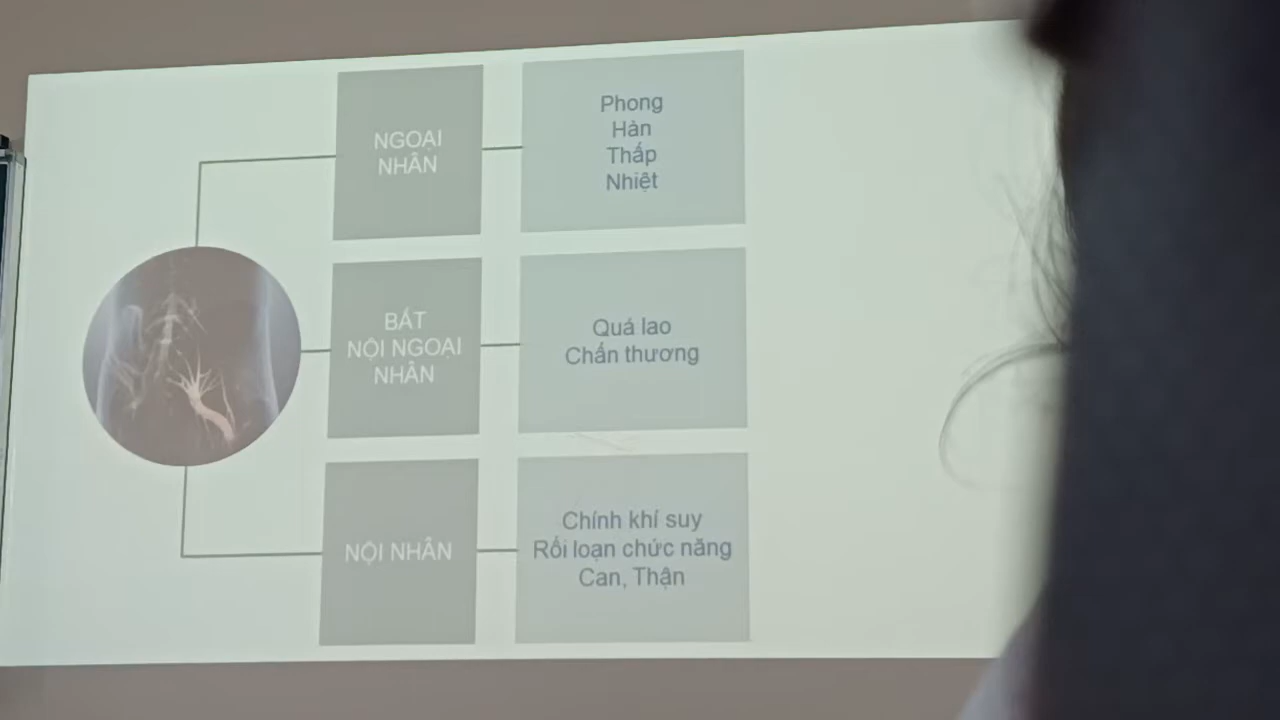 NGOẠI
NHÂN
Phong
Hàn
Thấp
Nhiệt
BẤT
NỘI NGOẠI
NHÂN
Quá lao
Chấn thương
NỘI NHÂN
Chính khí suy
Rối loạn chức năng
Can, Thận